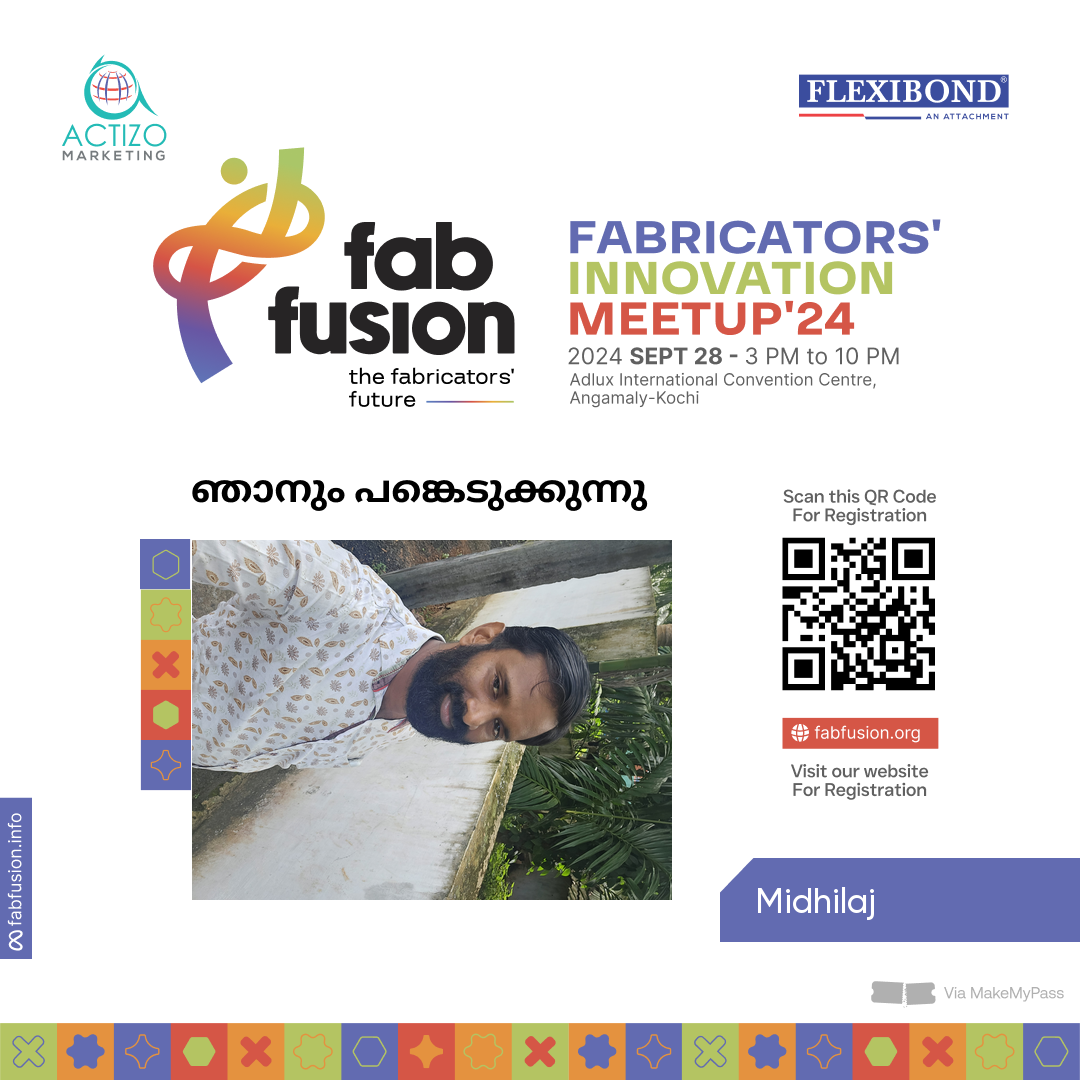 ACTIZO
MARKETING
FLEXIBOND®
AN ATTACHMENT
fab
fusion
the fabricators'
future
FABRICATORS'
INNOVATION
MEETUP'24
2024 SEPT 28 - 3 PM to 10 PM
Adlux International Convention Centre,
Angamaly-Kochi
ഞാനും പങ്കെടുക്കുന്നു
Scan this QR Code
For Registration
fabfusion.org
Visit our website
For Registration
fabfusion.info
Midhilaj
Via MakeMyPass